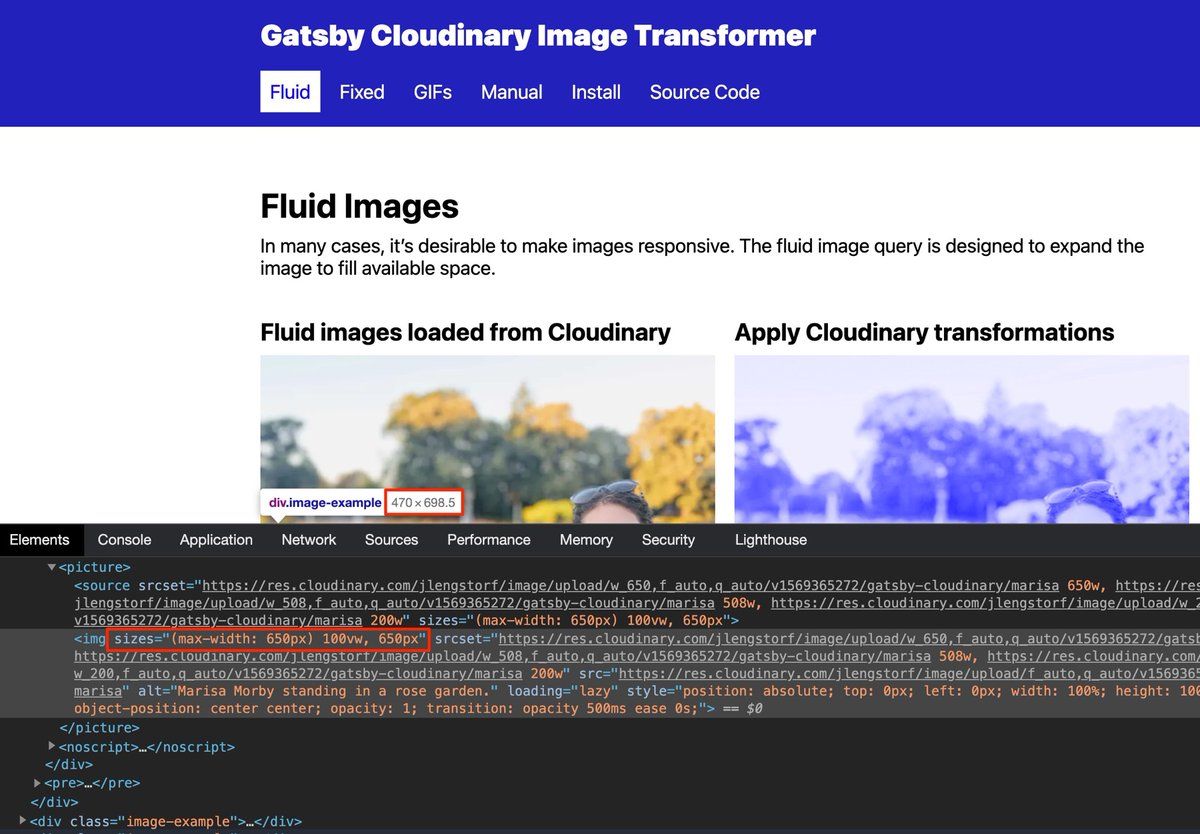 Gatsby Cloudinary Image Transformer
Fluid Fixed GIFs Manual Install Source Code
Fluid Images
In many cases, it’s desirable to make images responsive. The fluid image query is designed to expand the
image to fill available space.
Fluid images loaded from Cloudinary Apply Cloudinary transformations
div.image-example 470 × 698.5
Elements Console Application Network Sources Performance Memory Security Lighthouse
▼<picture>
<source srcset="https://res.cloudinary.com/jlengstorf/image/upload/w_650,f_auto,q_auto/v1569365272/gatsby-cloudinary/marisa 650w, https://res
jlengstorf/image/upload/w_508,f_auto,q_auto/v1569365272/gatsby-cloudinary/marisa 508w, https://res.cloudinary.com/jlengstorf/image/upload/w_2
v1569365272/gatsby-cloudinary/marisa 200w" sizes="(max-width: 650px) 100vw, 650px">
<img sizes="(max-width: 650px) 100vw, 650px" srcset="https://res.cloudinary.com/jlengstorf/image/upload/w_650,f_auto,q_auto/v1569365272/gatsb
https://res.cloudinary.com/jlengstorf/image/upload/w_508,f_auto,q_auto/v1569365272/gatsby-cloudinary/marisa 508w, https://res.cloudinary.com/
w_200,f_auto,q_auto/v1569365272/gatsby-cloudinary/marisa 200w" src="https://res.cloudinary.com/jlengstorf/image/upload/f_auto,q_auto/v1569365
marisa" alt="Marisa Morby standing in a rose garden." loading="lazy" style="position: absolute; top: 0px; left: 0px; width: 100%; height: 100
object-position: center center; opacity: 1; transition: opacity 500ms ease 0s;"> == $0
</picture>
▶<noscript>…</noscript>
</div>
▶<pre>…</pre>
</div>
▶<div class="image-example">…</div>